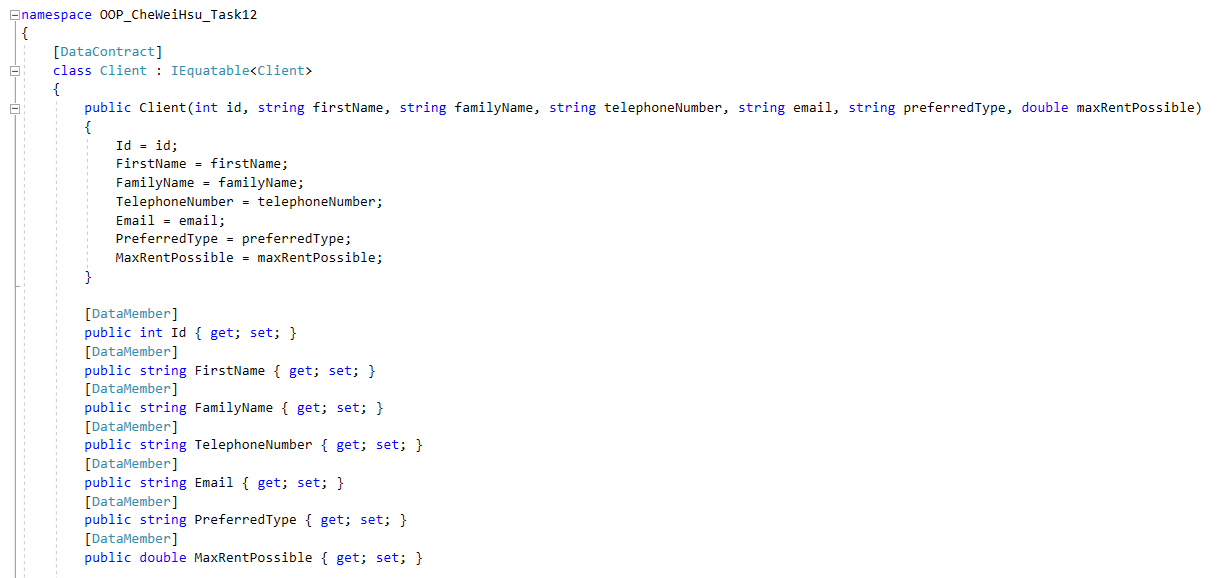 namespace OOP_CheWeiHsu_Task12
{
    [DataContract]
    class Client : IEquatable<Client>
    {
        public Client(int id, string firstName, string familyName, string telephoneNumber, string email, string preferredType, double maxRentPossible)
        {
            Id = id;
            FirstName = firstName;
            FamilyName = familyName;
            TelephoneNumber = telephoneNumber;
            Email = email;
            PreferredType = preferredType;
            MaxRentPossible = maxRentPossible;
        }

        [DataMember]
        public int Id { get; set; }
        [DataMember]
        public string FirstName { get; set; }
        [DataMember]
        public string FamilyName { get; set; }
        [DataMember]
        public string TelephoneNumber { get; set; }
        [DataMember]
        public string Email { get; set; }
        [DataMember]
        public string PreferredType { get; set; }
        [DataMember]
        public double MaxRentPossible { get; set; }